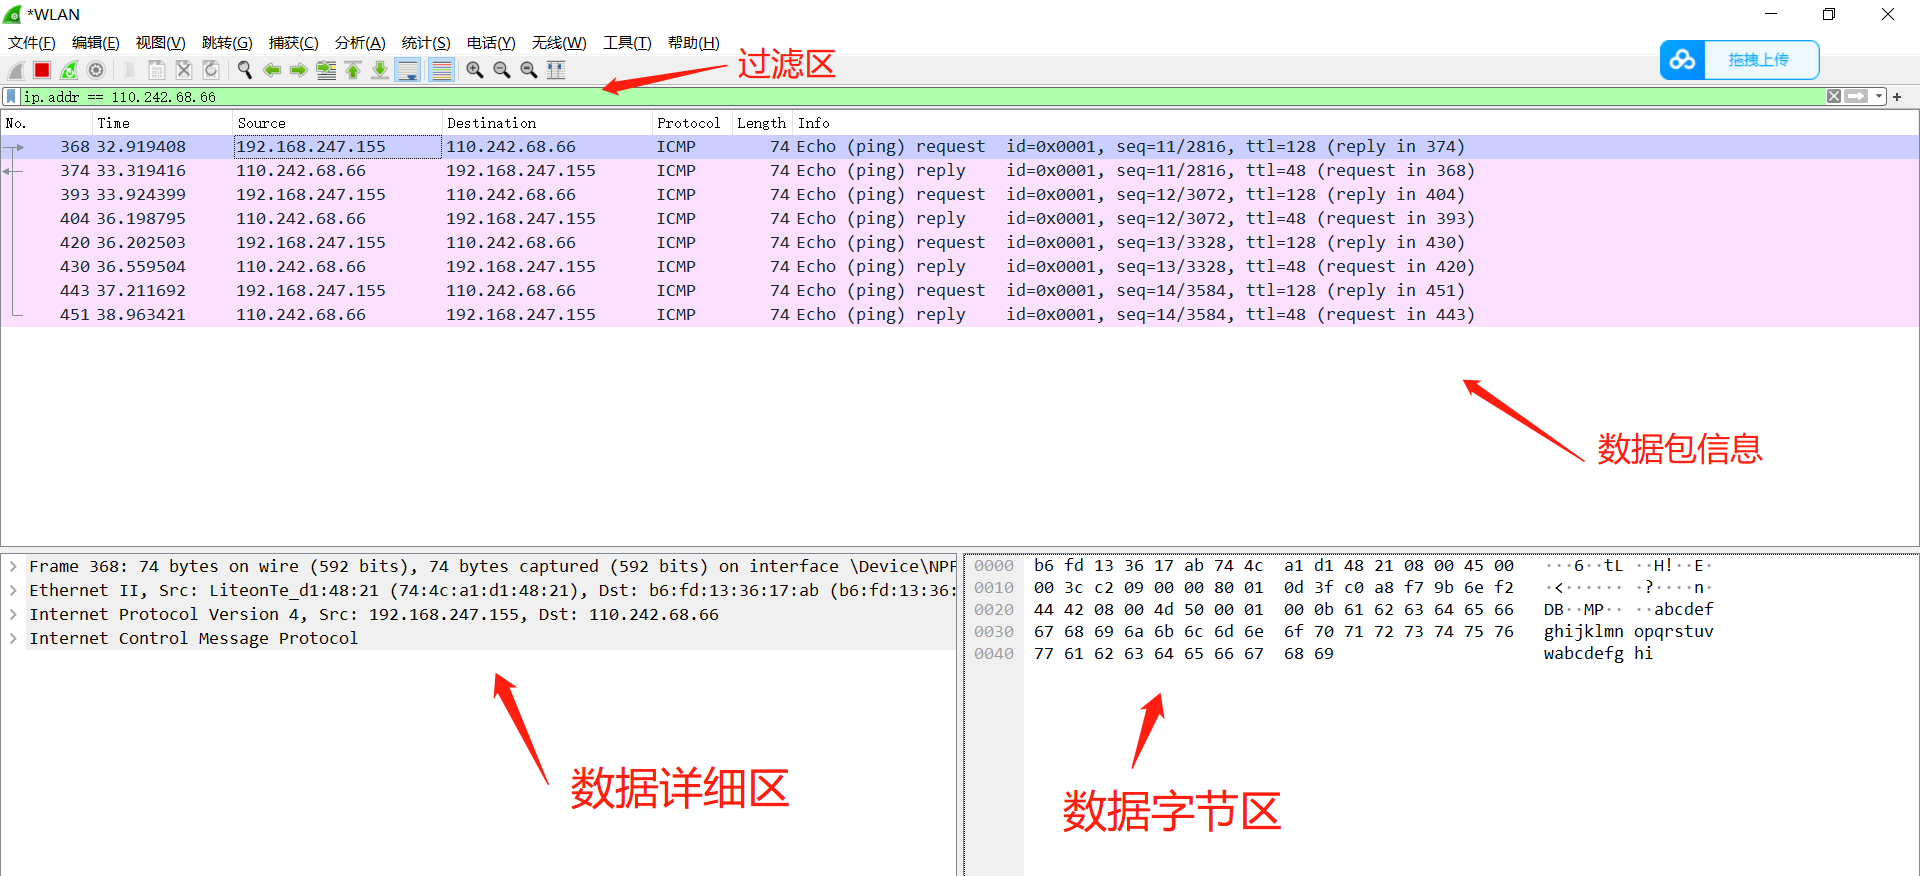 *WLAN
文件(F) 编辑(E) 视图(V) 跳转(G) 捕获(C) 分析(A) 统计(S) 电话(Y) 无线(W) 工具(T) 帮助(H)
过滤区
拖拽上传
ip.addr == 110.242.68.66
No. Time Source Destination Protocol Length Info
368 32.919408 192.168.247.155 110.242.68.66 ICMP 74 Echo (ping) request id=0x0001, seq=11/2816, ttl=128 (reply in 374)
374 33.319416 110.242.68.66 192.168.247.155 ICMP 74 Echo (ping) reply id=0x0001, seq=11/2816, ttl=48 (request in 368)
393 33.924399 192.168.247.155 110.242.68.66 ICMP 74 Echo (ping) request id=0x0001, seq=12/3072, ttl=128 (reply in 404)
404 36.198795 110.242.68.66 192.168.247.155 ICMP 74 Echo (ping) reply id=0x0001, seq=12/3072, ttl=48 (request in 393)
420 36.202503 192.168.247.155 110.242.68.66 ICMP 74 Echo (ping) request id=0x0001, seq=13/3328, ttl=128 (reply in 430)
430 36.559504 110.242.68.66 192.168.247.155 ICMP 74 Echo (ping) reply id=0x0001, seq=13/3328, ttl=48 (request in 420)
443 37.211692 192.168.247.155 110.242.68.66 ICMP 74 Echo (ping) request id=0x0001, seq=14/3584, ttl=128 (reply in 451)
451 38.963421 110.242.68.66 192.168.247.155 ICMP 74 Echo (ping) reply id=0x0001, seq=14/3584, ttl=48 (request in 443)
数据包信息
Frame 368: 74 bytes on wire (592 bits), 74 bytes captured (592 bits) on interface \Device\NPF
Ethernet II, Src: LiteonTe_d1:48:21 (74:4c:a1:d1:48:21), Dst: b6:fd:13:36:17:ab (b6:fd:13:36:
Internet Protocol Version 4, Src: 192.168.247.155, Dst: 110.242.68.66
Internet Control Message Protocol
数据详细区
0000 b6 fd 13 36 17 ab 74 4c a1 d1 48 21 08 00 45 00 ···6··tL ··H!··E·
0010 00 3c c2 09 00 00 80 01 0d 3f c0 a8 f7 9b 6e f2 ·<······ ·?····n·
0020 44 42 08 00 4d 50 00 01 00 0b 61 62 63 64 65 66 DB··MP·· ··abcdef
0030 67 68 69 6a 6b 6c 6d 6e 6f 70 71 72 73 74 75 76 ghijklmn opqrstuv
0040 77 61 62 63 64 65 66 67 68 69 wabcdefg hi
数据字节区